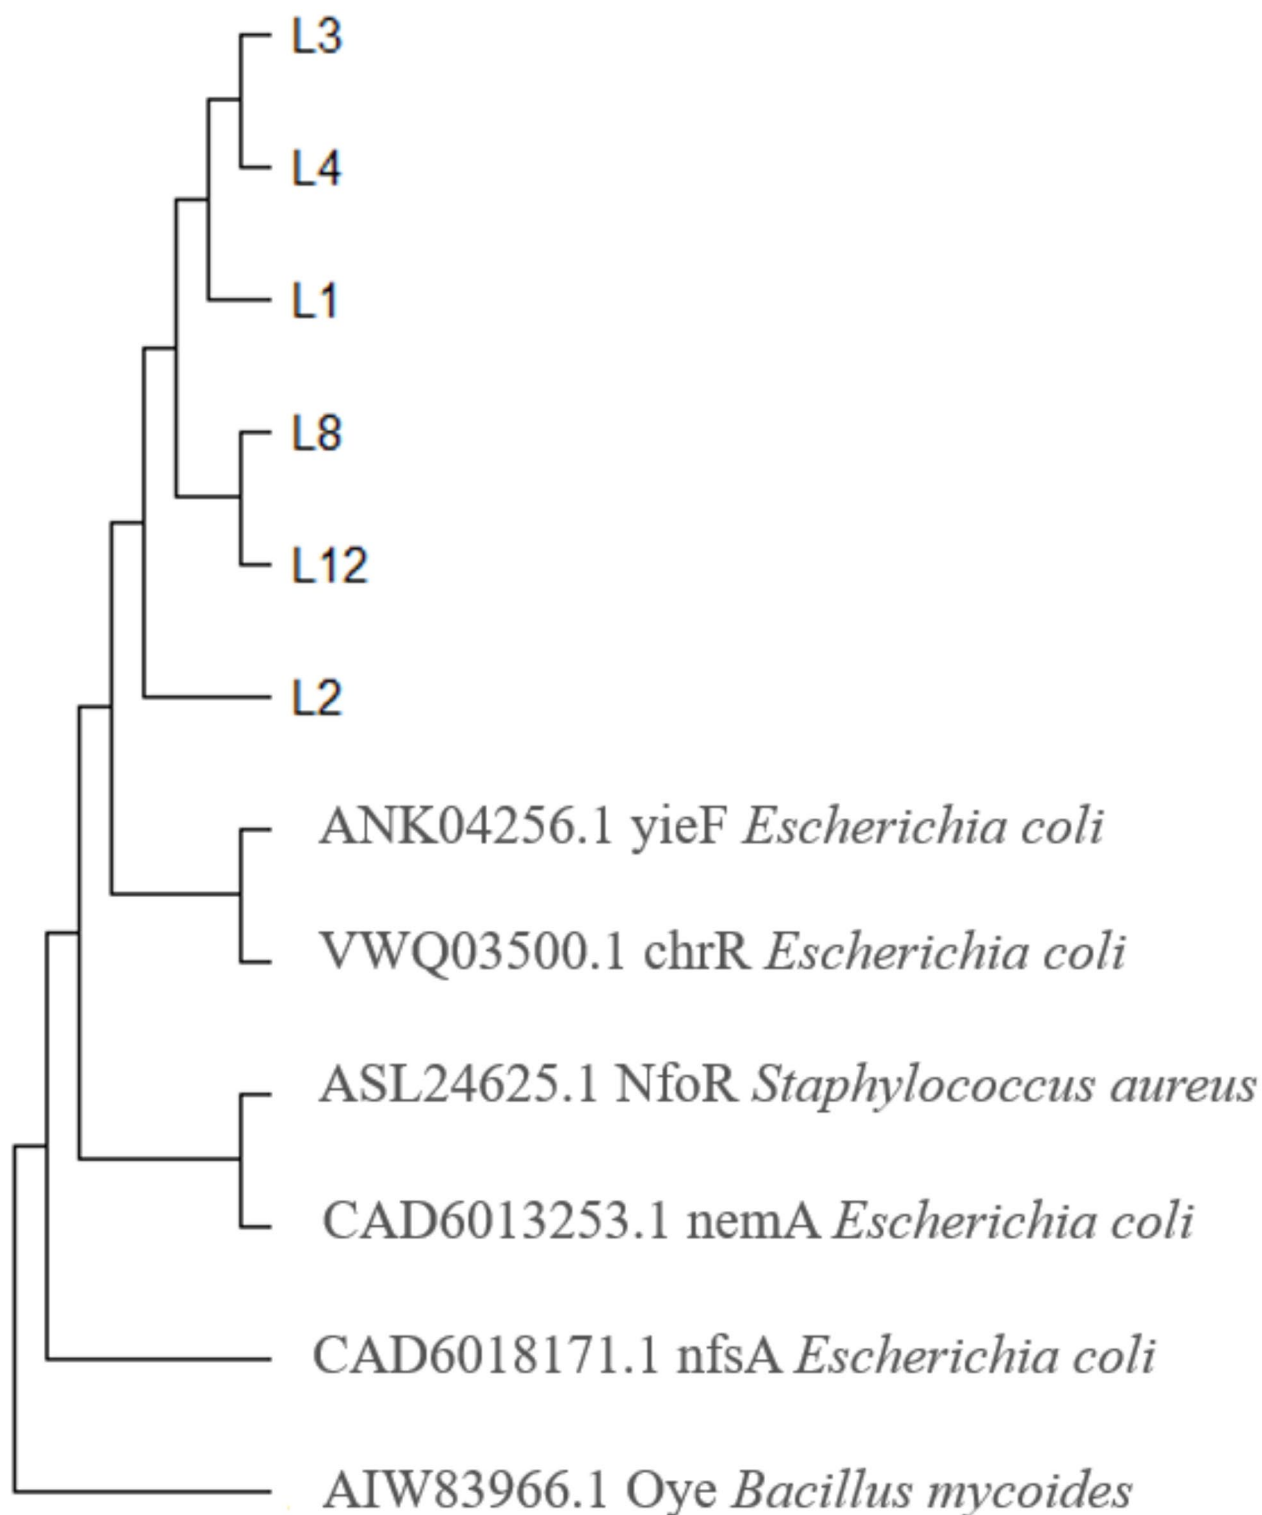 L3
L4
L1
L8
L12
L2
ANK04256.1 yieF Escherichia coli
VWQ03500.1 chrR Escherichia coli
ASL24625.1 NfoR Staphylococcus aureus
CAD6013253.1 nemA Escherichia coli
CAD6018171.1 nfsA Escherichia coli
AIW83966.1 Oye Bacillus mycoides